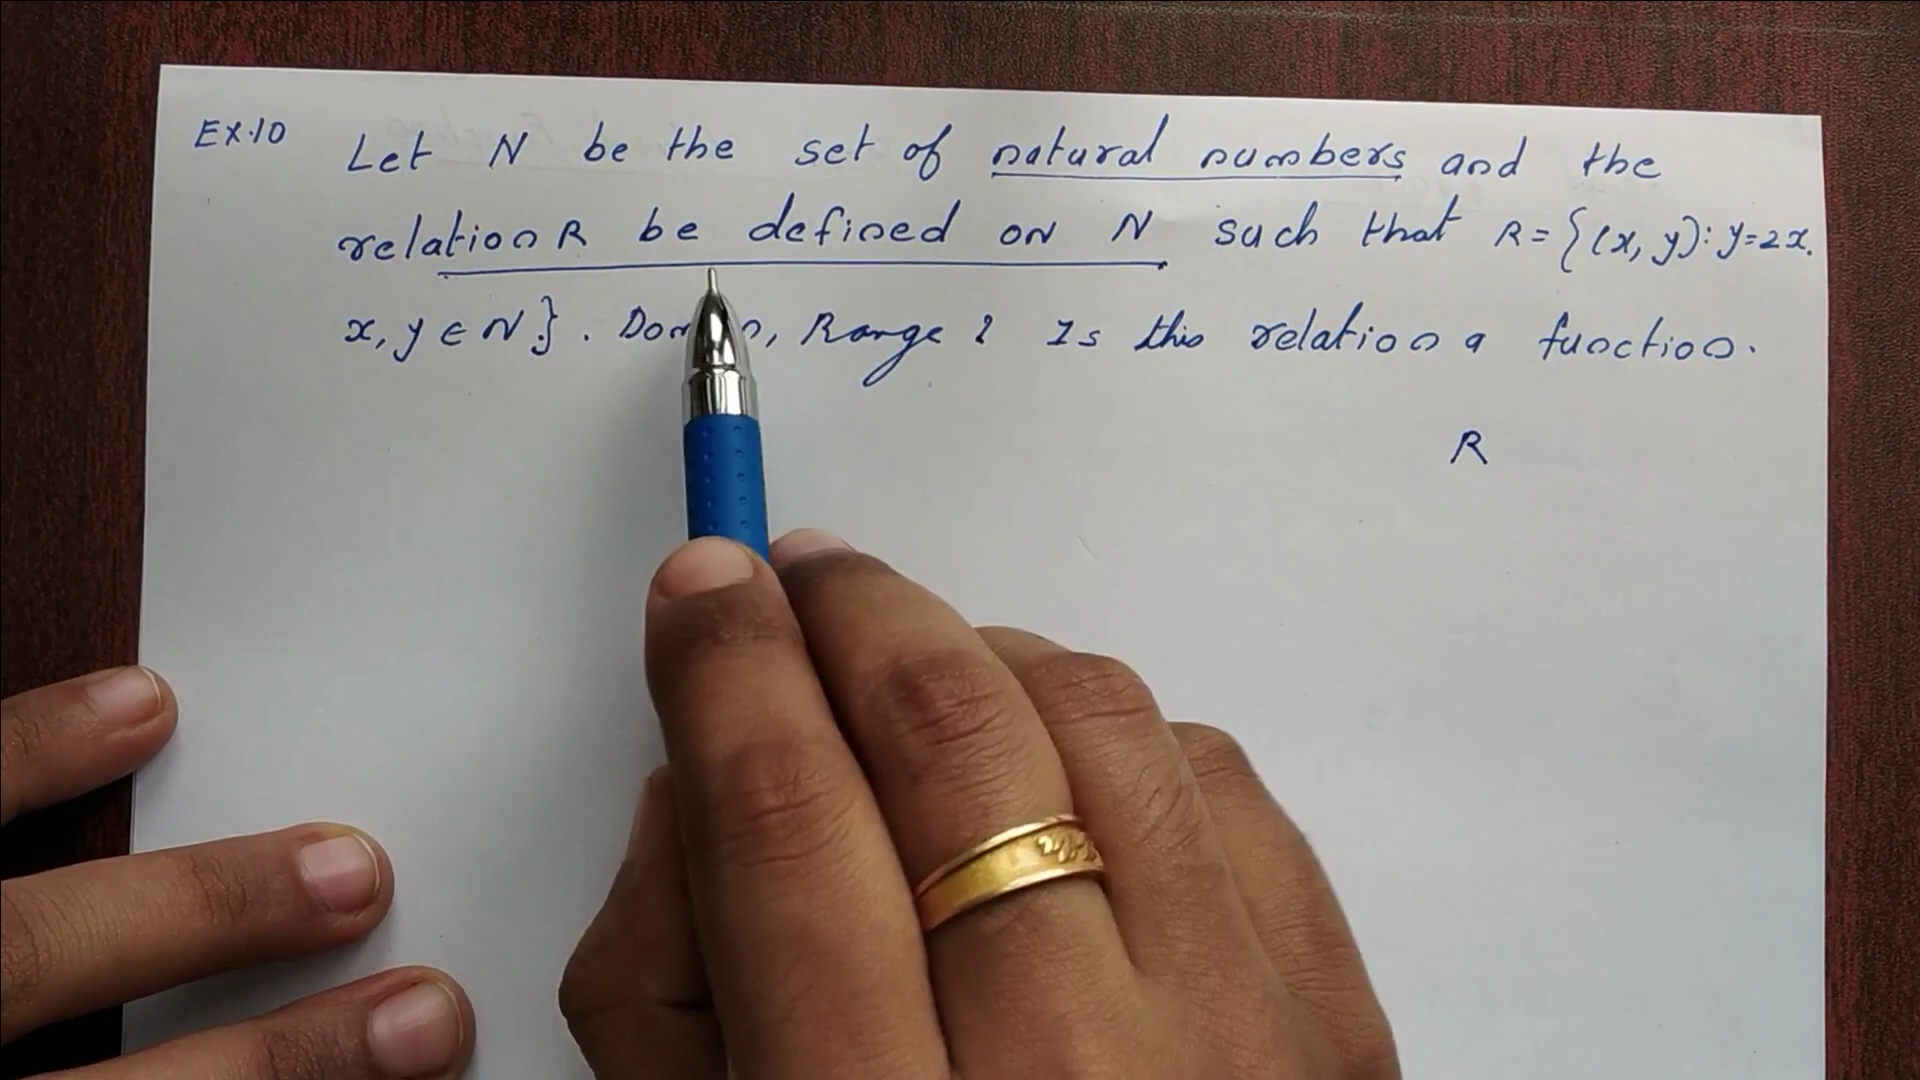 Ex.10 Let N be the set of natural numbers and the
relation R be defined on N such that R = {(x, y): y=2x.
x, y ∈ N}. Range? Is this relation a function.
R